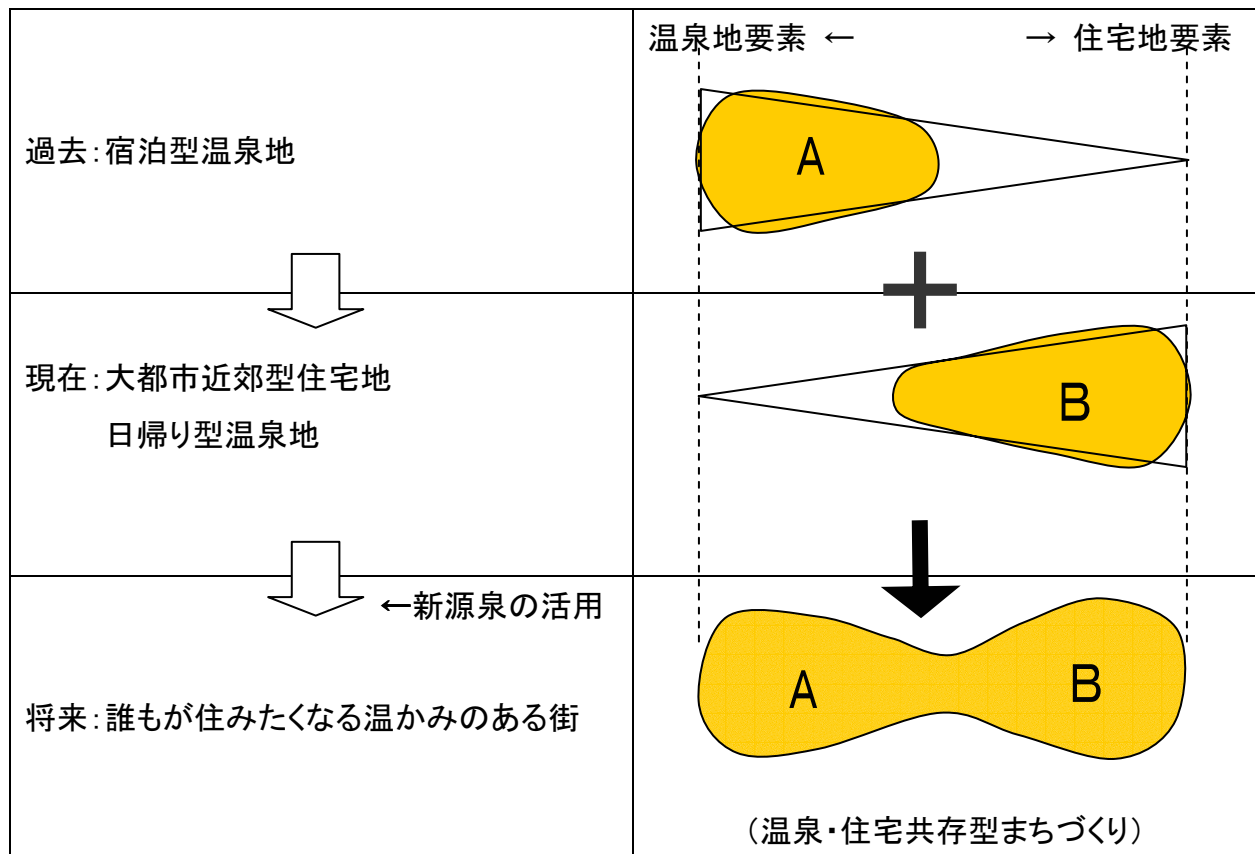 温泉地要素 ← → 住宅地要素
過去：宿泊型温泉地
A
現在：大都市近郊型住宅地
日帰り型温泉地
B
←新源泉の活用
将来：誰もが住みたくなる温かみのある街
A B
（温泉・住宅共存型まちづくり）